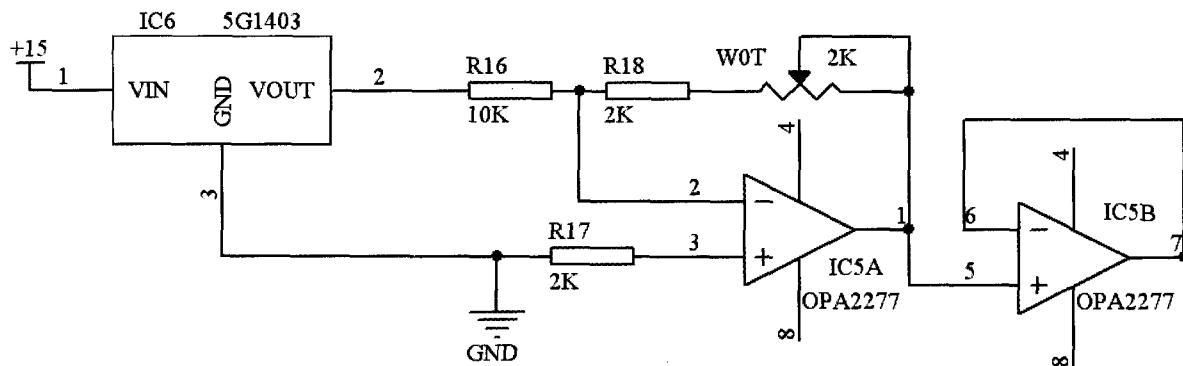 IC6 5G1403
+15
1
VIN
GND
VOUT
2
3
R16
10K
R18
2K
W0T 2K
4
2
R17
2K
3
1
IC5A
OPA2277
8
GND
4
6
IC5B
7
5
OPA2277
8